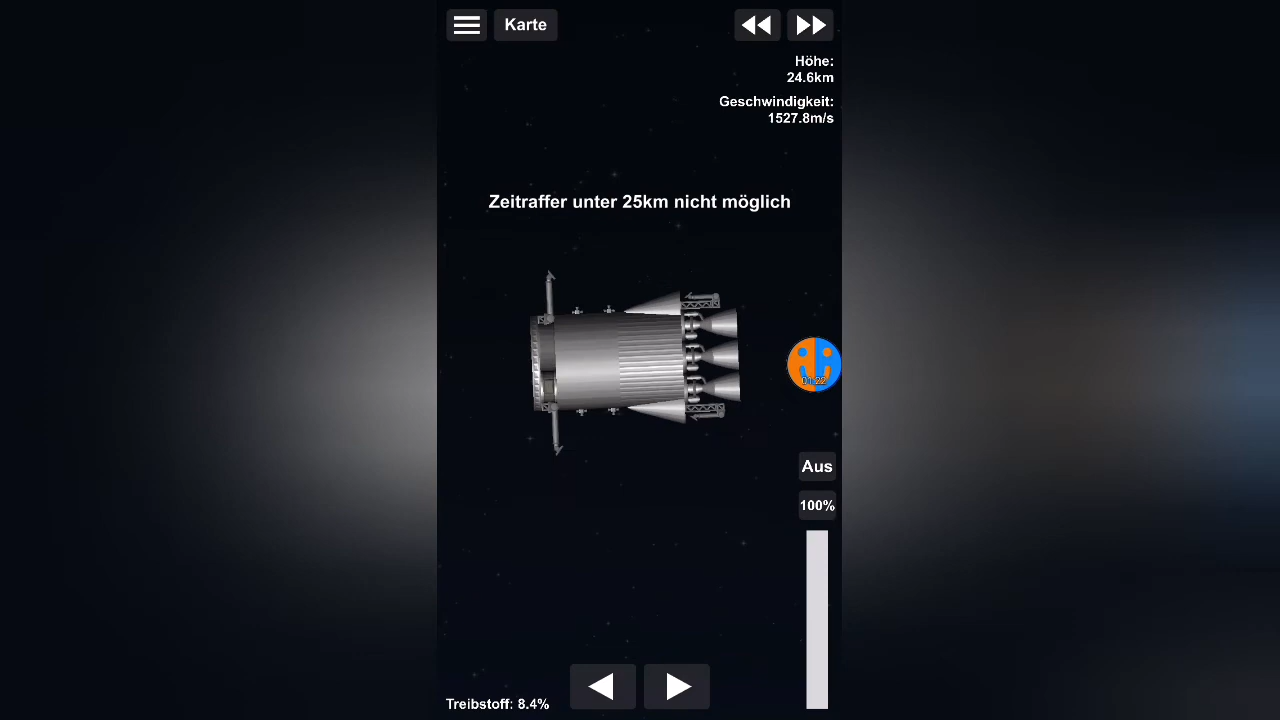 Karte
Höhe:
24.6km
Geschwindigkeit:
1527.8m/s
Zeitraffer unter 25km nicht möglich
Aus
100%
Treibstoff: 8.4%